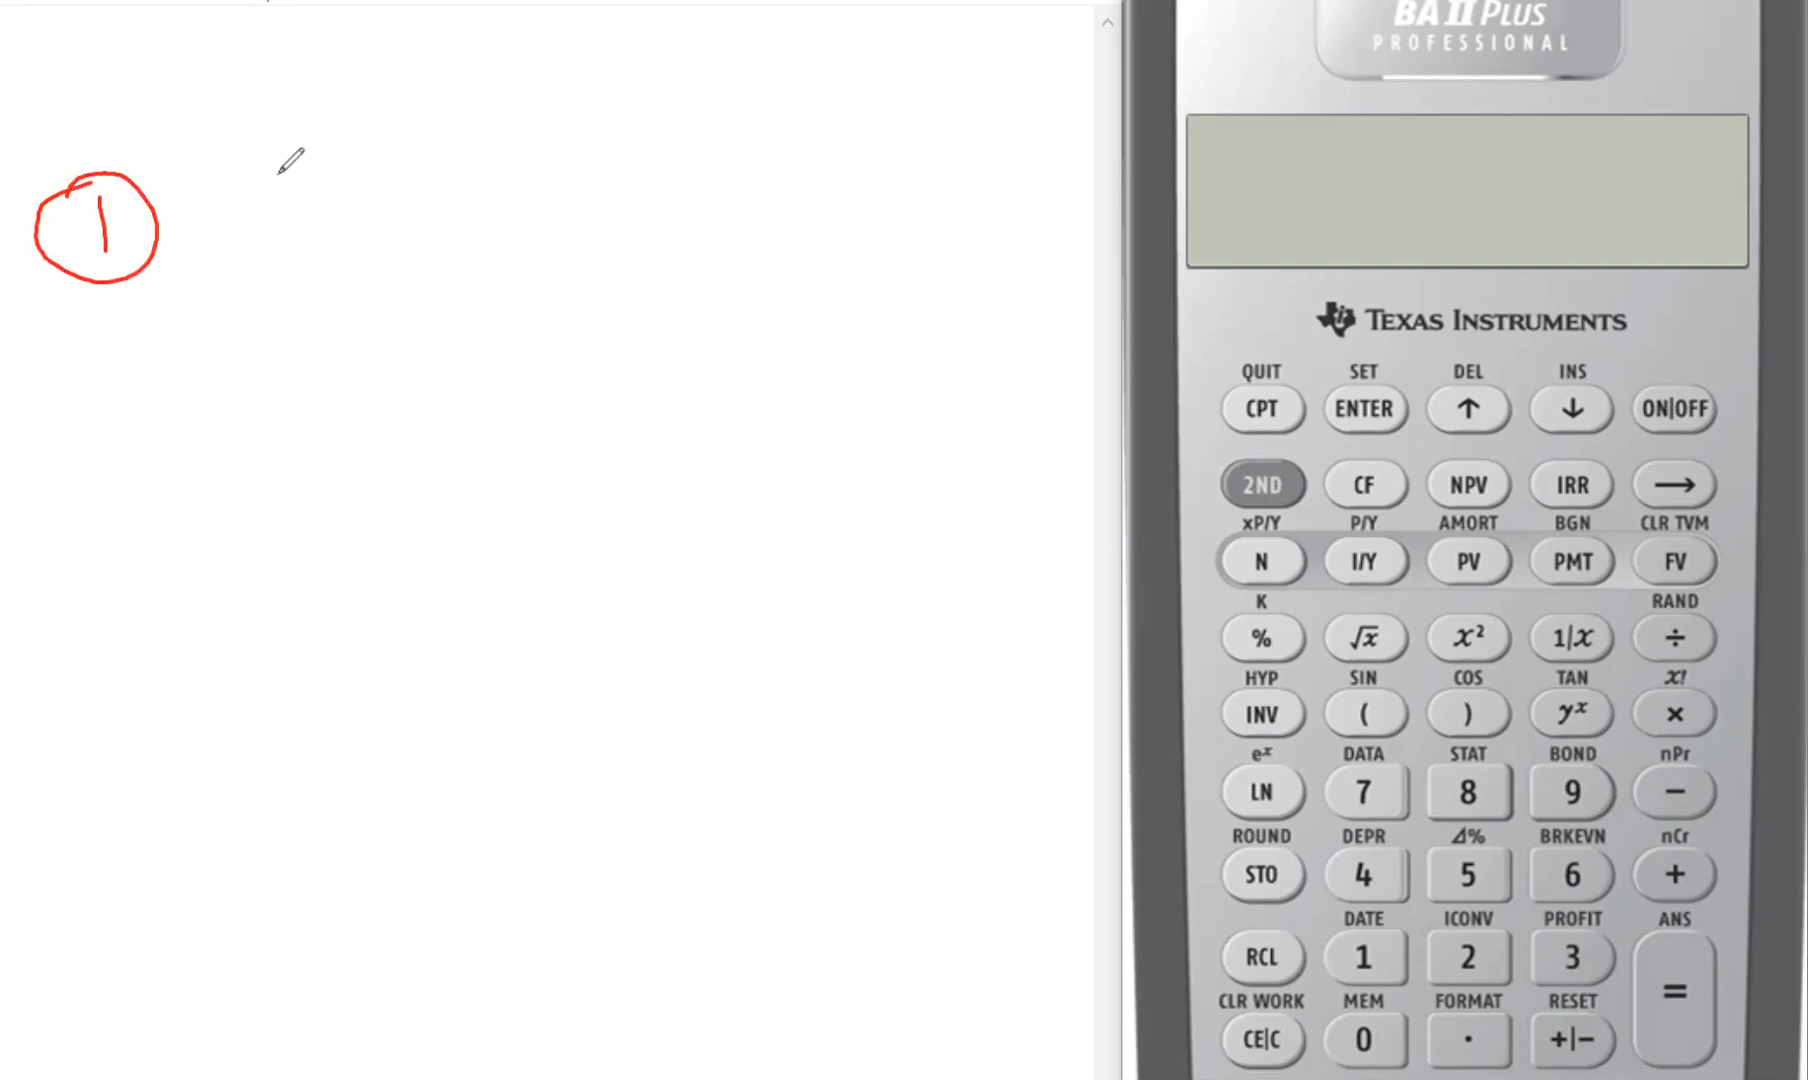 1
BA II PLUS
PROFESSIONAL
TEXAS INSTRUMENTS
QUIT SET DEL INS
CPT ENTER ↑ ↓ ON|OFF
2ND CF NPV IRR →
xP/Y P/Y AMORT BGN CLR TVM
N I/Y PV PMT FV
K RAND
% √x x² 1/x ÷
HYP SIN COS TAN x!
INV ( ) yˣ ×
eˣ DATA STAT BOND nPr
LN 7 8 9 −
ROUND DEPR Δ% BRKEVN nCr
STO 4 5 6 +
DATE ICONV PROFIT ANS
RCL 1 2 3 =
CLR WORK MEM FORMAT RESET
CE|C 0 . +|−